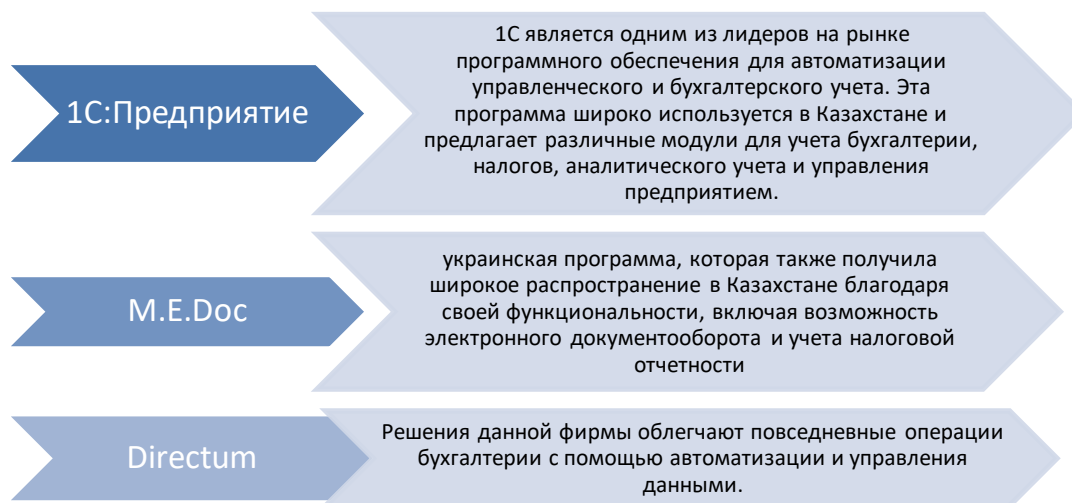 1С:Предприятие
1С является одним из лидеров на рынке
программного обеспечения для автоматизации
управленческого и бухгалтерского учета. Эта
программа широко используется в Казахстане и
предлагает различные модули для учета бухгалтерии,
налогов, аналитического учета и управления
предприятием.
M.E.Doc
украинская программа, которая также получила
широкое распространение в Казахстане благодаря
своей функциональности, включая возможность
электронного документооборота и учета налоговой
отчетности
Directum
Решения данной фирмы облегчают повседневные операции
бухгалтерии с помощью автоматизации и управления
данными.